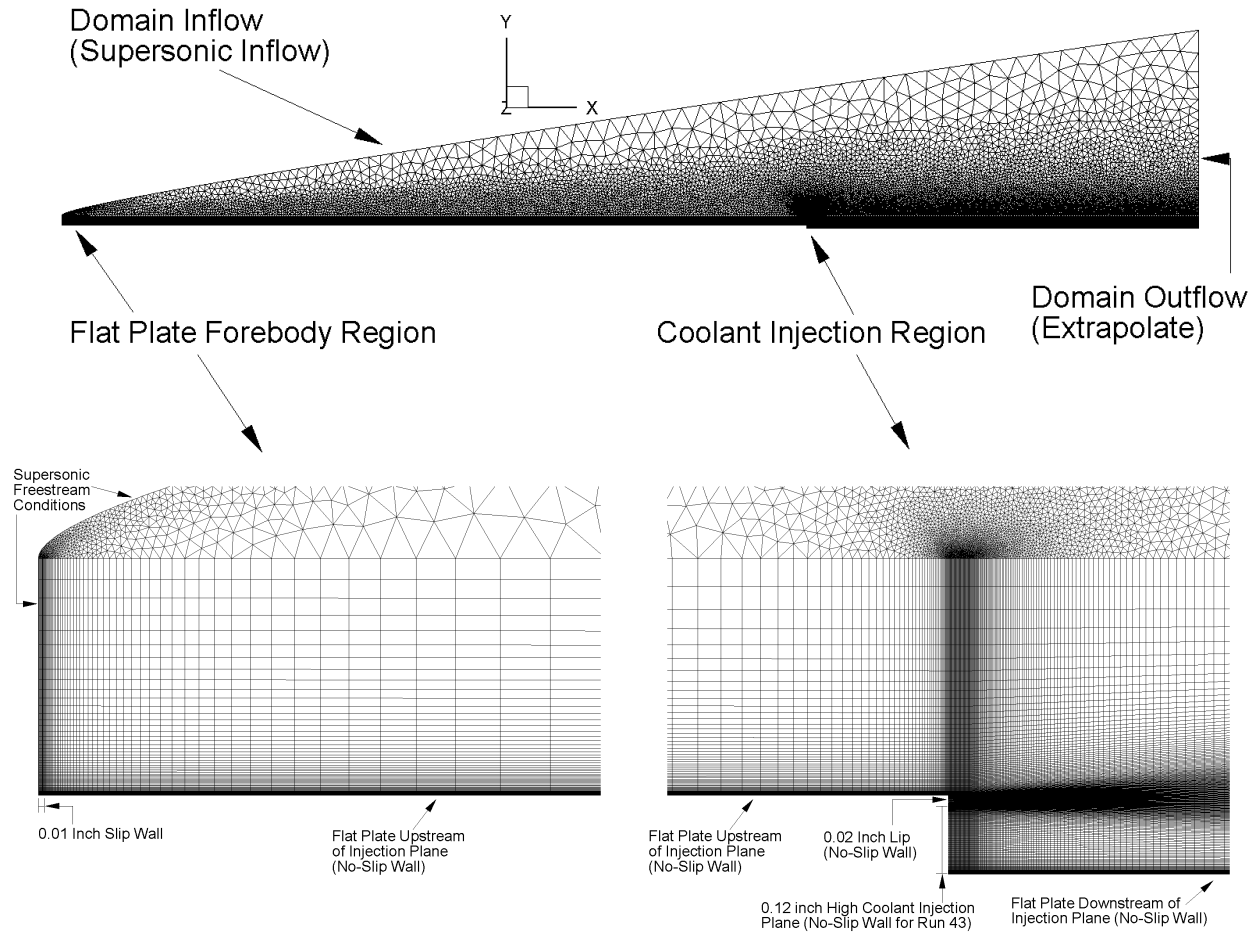 Domain Inflow
(Supersonic Inflow)
Y
Z
X
Domain Outflow
(Extrapolate)
Flat Plate Forebody Region
Coolant Injection Region
Supersonic
Freestream
Conditions
0.01 Inch Slip Wall
Flat Plate Upstream
of Injection Plane
(No-Slip Wall)
Flat Plate Upstream
of Injection Plane
(No-Slip Wall)
0.02 Inch Lip
(No-Slip Wall)
0.12 inch High Coolant Injection
Plane (No-Slip Wall for Run 43)
Flat Plate Downstream of
Injection Plane (No-Slip Wall)